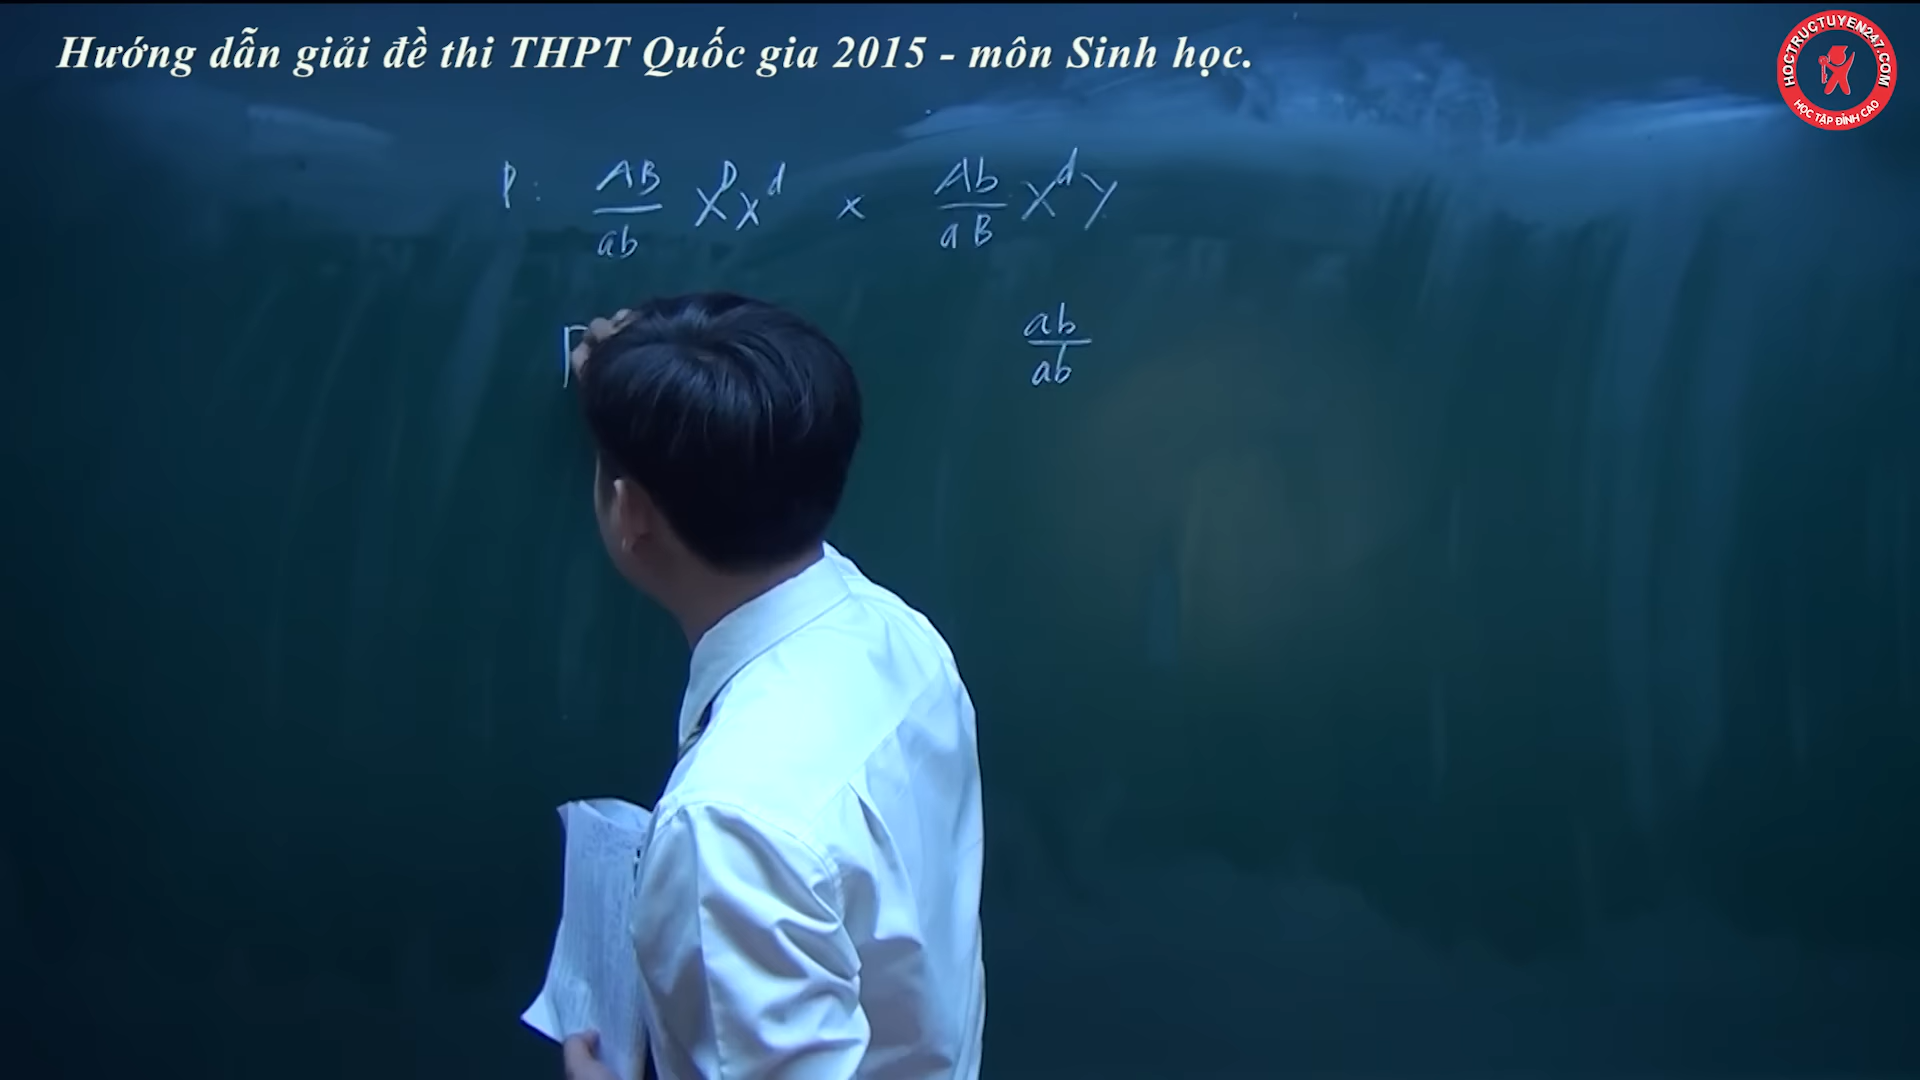 Hướng dẫn giải đề thi THPT Quốc gia 2015 - môn Sinh học.
HOCTRUCTUYEN247.COM
HỌC TẬP ĐỈNH CAO
P: AB/ab X^D X^d x Ab/aB X^d Y
ab/ab